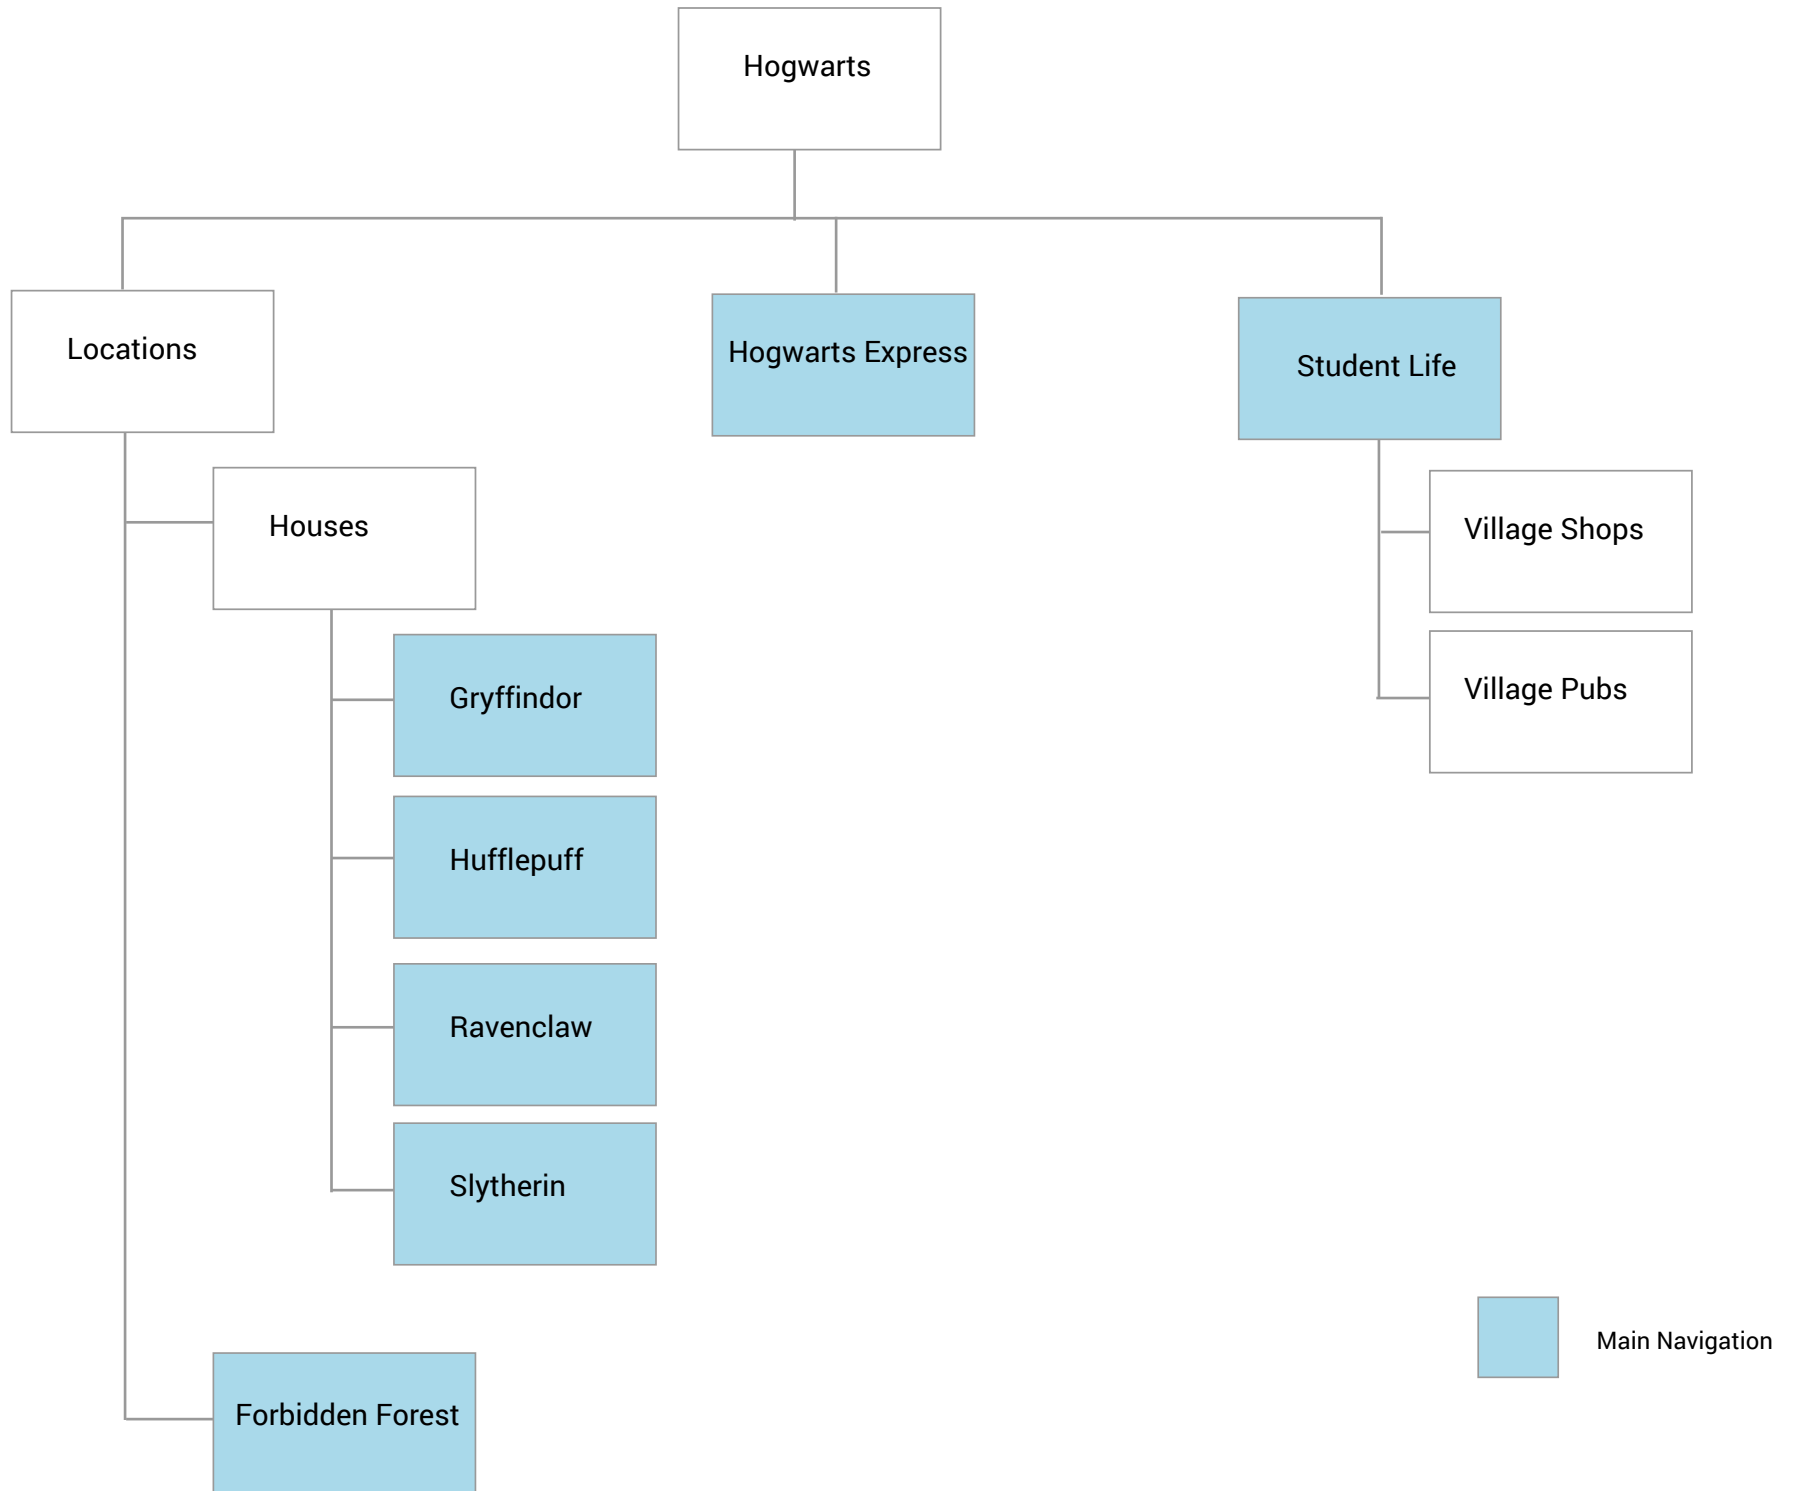 Hogwarts
Locations
Hogwarts Express
Student Life
Houses
Village Shops
Gryffindor
Village Pubs
Hufflepuff
Ravenclaw
Slytherin
Main Navigation
Forbidden Forest